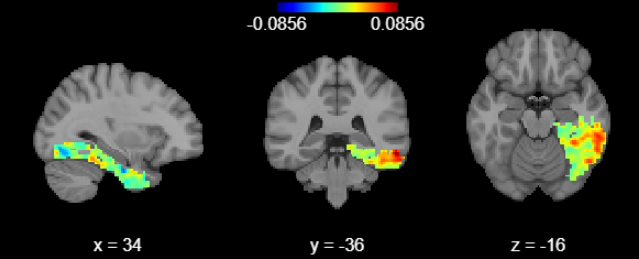 -0.0856 0.0856
x = 34 y = -36 z = -16